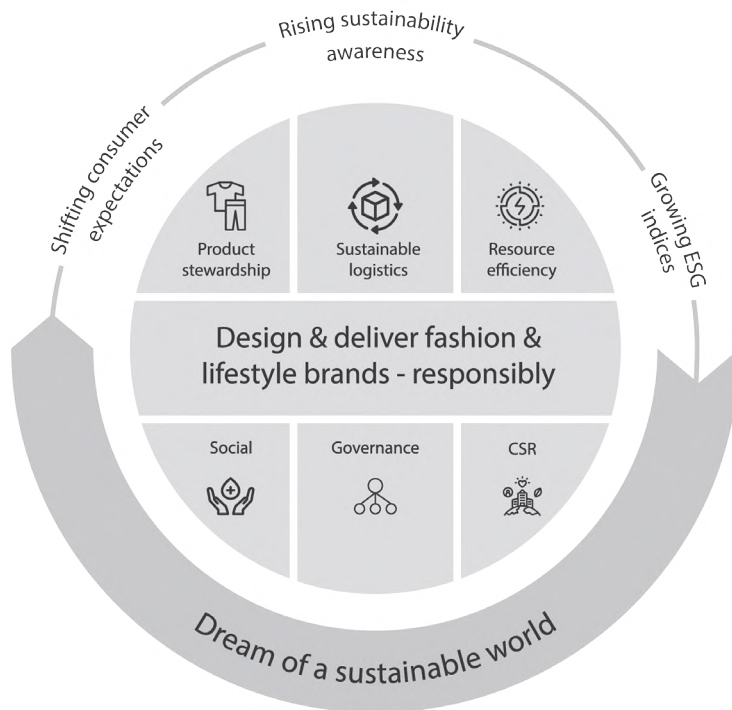 Rising sustainability
awareness
Shifting consumer
expectations
Growing ESG
indices
Product
stewardship
Sustainable
logistics
Resource
efficiency
Design & deliver fashion &
lifestyle brands - responsibly
Social
Governance
CSR
Dream of a sustainable world